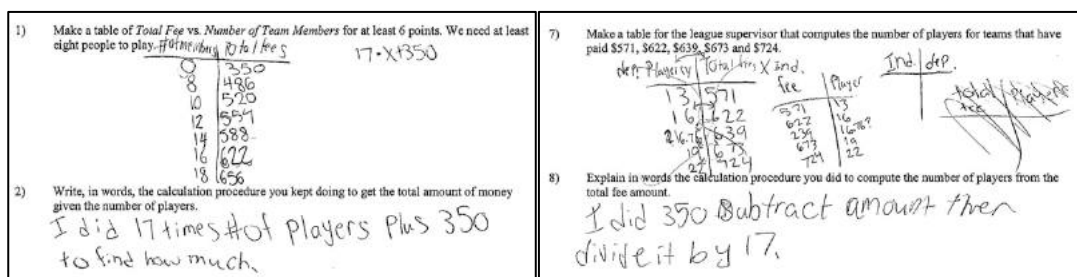 1) Make a table of Total Fee vs. Number of Team Members for at least 6 points. We need at least
eight people to play.
# of members Total fees
17·X+350
0 350
8 486
10 520
12 554
14 588
16 622
18 656
2) Write, in words, the calculation procedure you kept doing to get the total amount of money
given the number of players.
I did 17 times # of players plus 350
to find how much.
7) Make a table for the league supervisor that computes the number of players for teams that have
paid $571, $622, $639, $673 and $724.
dep. Players y Total fees X ind.
13 571
16 622
16.76 639
19 673
22 724
fee Player
571 13
622 16
239 16.76?
673 19
724 22
Ind. dep.
total fee players
8) Explain in words the calculation procedure you did to compute the number of players from the
total fee amount.
I did 350 subtract amount then
divide it by 17.